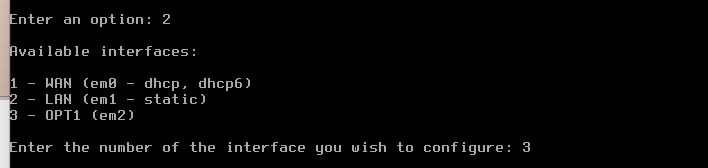 Enter an option: 2
Available interfaces:
1 - WAN (em0 - dhcp, dhcp6)
2 - LAN (em1 - static)
3 - OPT1 (em2)
Enter the number of the interface you wish to configure: 3